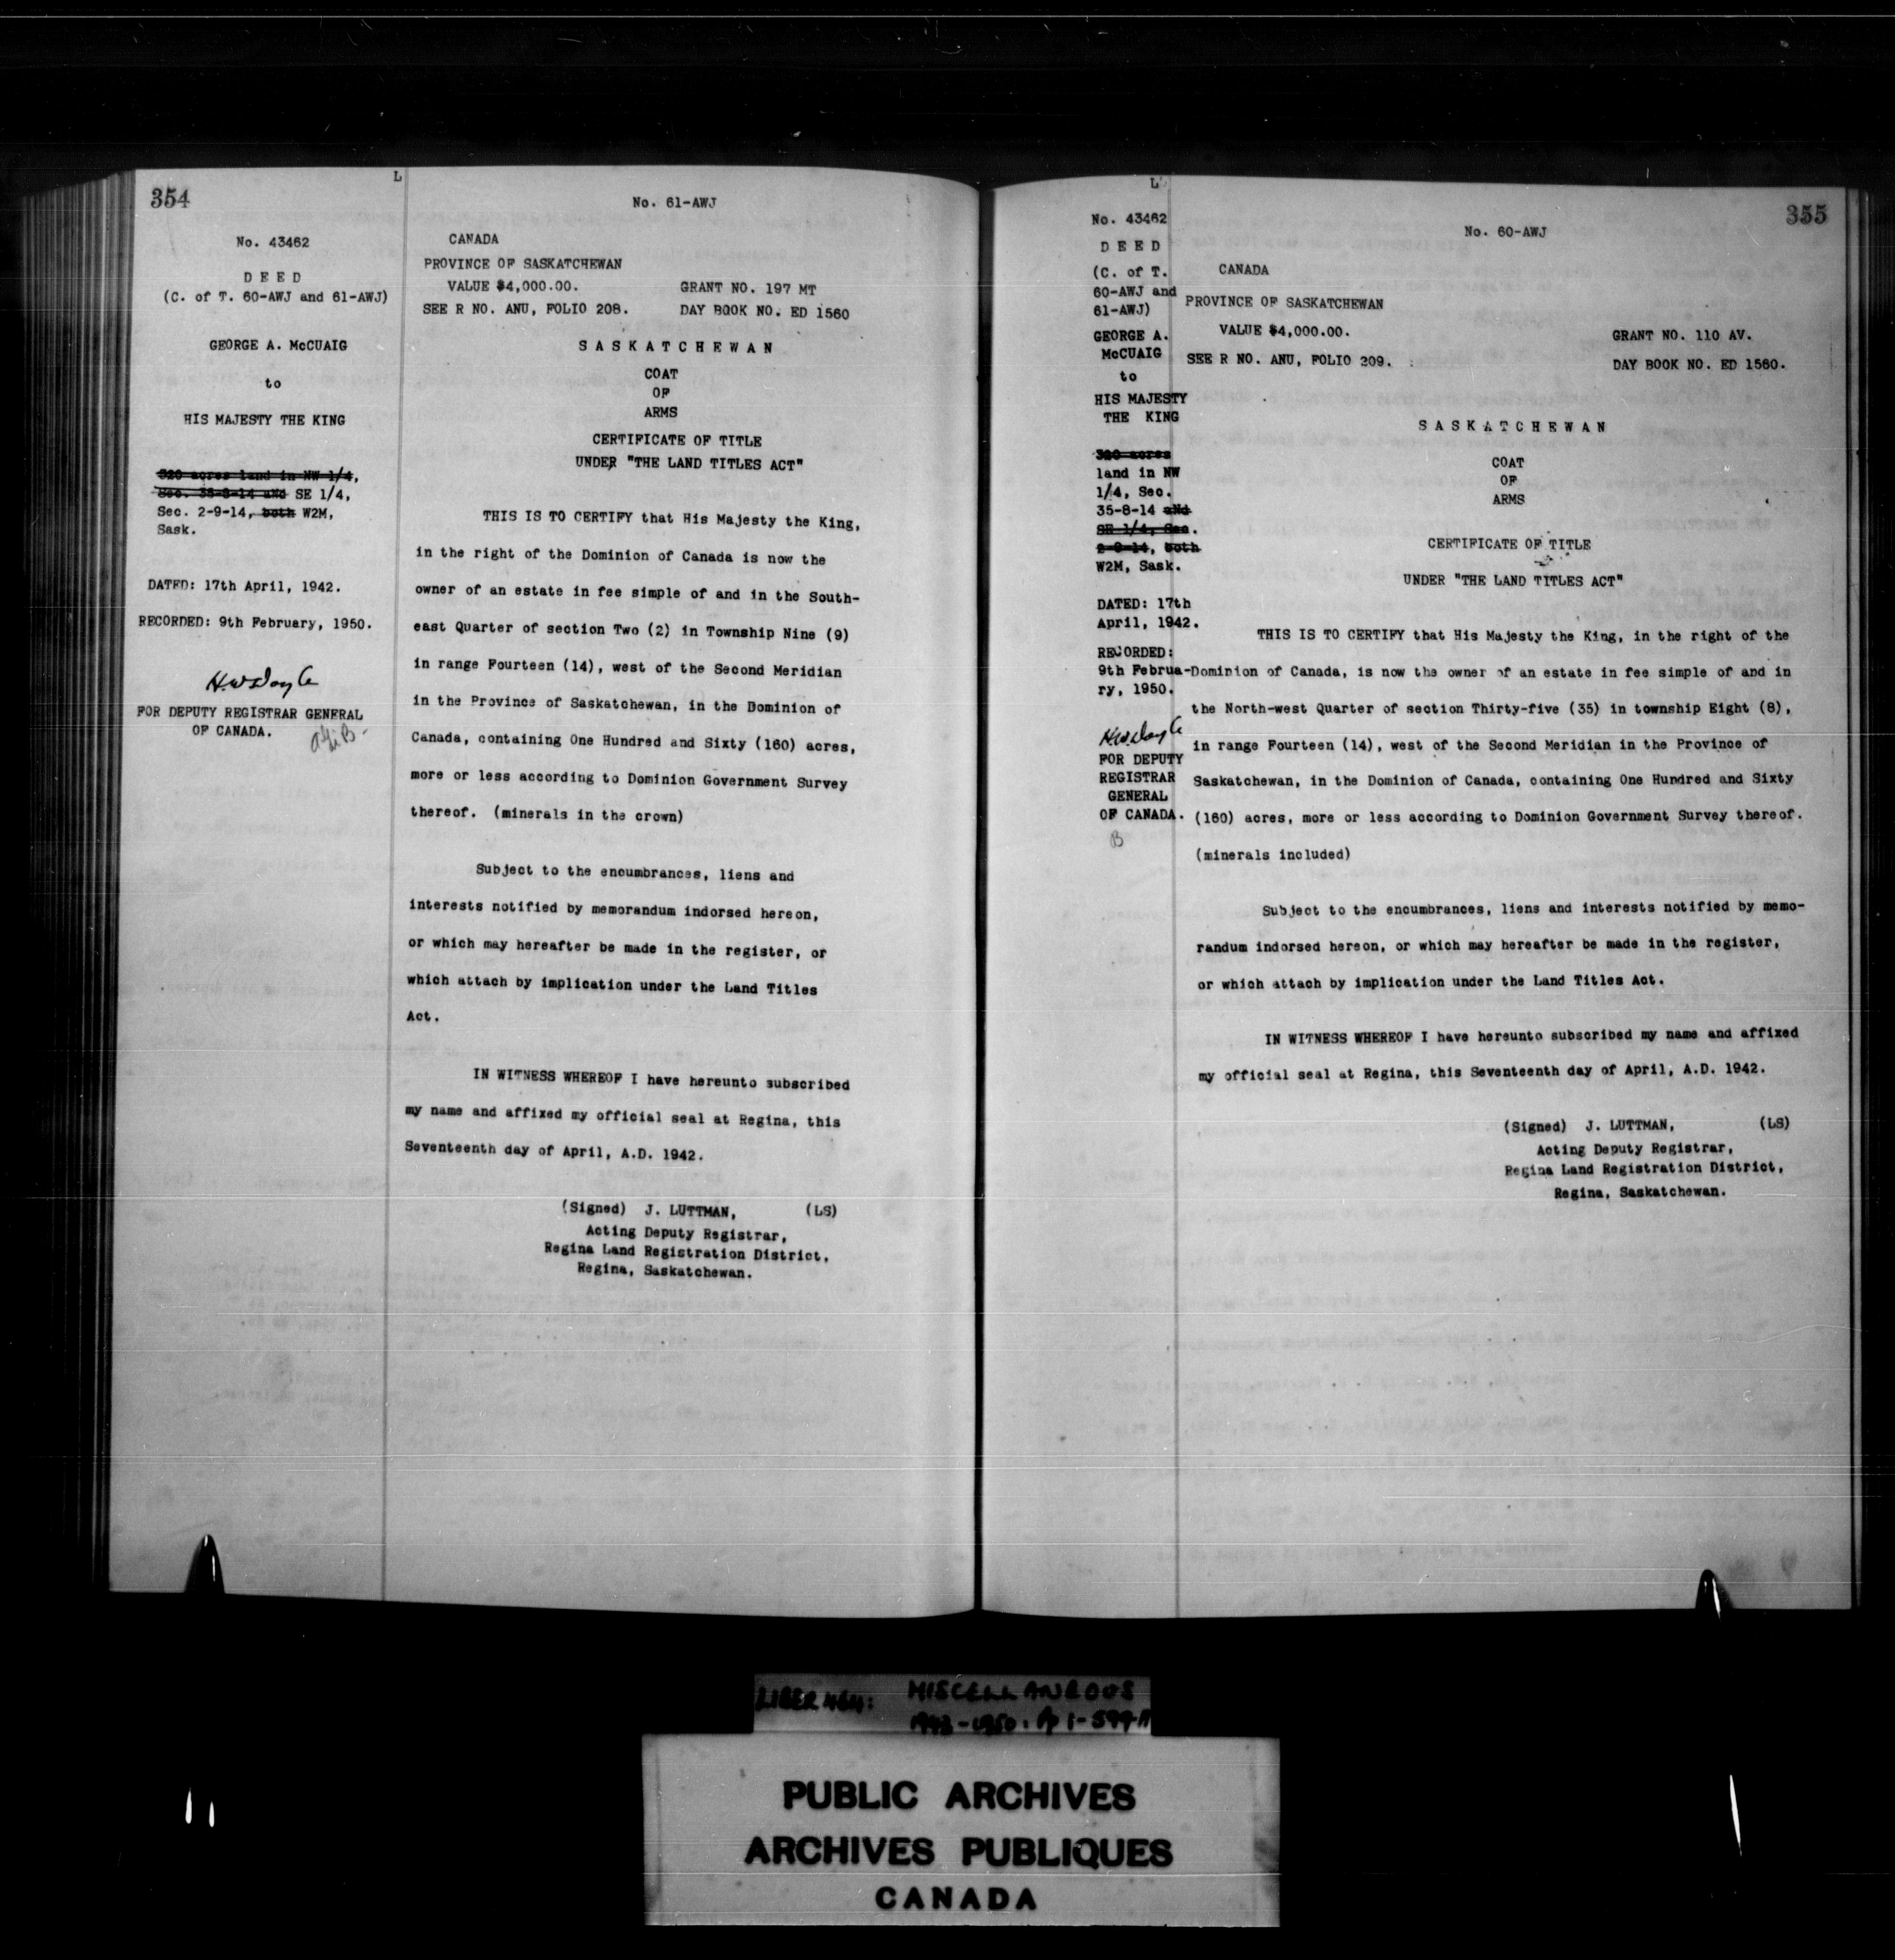 354
L
No. 43462
D E E D
(C. of T. 60-AWJ and 61-AWJ)
GEORGE A. McCUAIG
to
HIS MAJESTY THE KING
320 acres land in NW 1/4,
Sec. 35-8-14 aNd SE 1/4,
Sec. 2-9-14, both W2M,
Sask.
DATED: 17th April, 1942.
RECORDED: 9th February, 1950.
H.W. Doyle
FOR DEPUTY REGISTRAR GENERAL
OF CANADA.
No. 61-AWJ
CANADA
PROVINCE OF SASKATCHEWAN
VALUE $4,000.00. GRANT NO. 197 MT
SEE R NO. ANU, FOLIO 208. DAY BOOK NO. ED 1560
S A S K A T C H E W A N
COAT
OF
ARMS
CERTIFICATE OF TITLE
UNDER "THE LAND TITLES ACT"
THIS IS TO CERTIFY that His Majesty the King,
in the right of the Dominion of Canada is now the
owner of an estate in fee simple of and in the South-
east Quarter of section Two (2) in Township Nine (9)
in range Fourteen (14), west of the Second Meridian
in the Province of Saskatchewan, in the Dominion of
Canada, containing One Hundred and Sixty (160) acres,
more or less according to Dominion Government Survey
thereof. (minerals in the crown)
Subject to the encumbrances, liens and
interests notified by memorandum indorsed hereon,
or which may hereafter be made in the register, or
which attach by implication under the Land Titles
Act.
IN WITNESS WHEREOF I have hereunto subscribed
my name and affixed my official seal at Regina, this
Seventeenth day of April, A.D. 1942.
(Signed) J. LUTTMAN, (LS)
Acting Deputy Registrar,
Regina Land Registration District,
Regina, Saskatchewan.
355
L
No. 43462
D E E D
(C. of T.
60-AWJ and
61-AWJ)
GEORGE A.
McCUAIG
to
HIS MAJESTY
THE KING
320 acres
land in NW
1/4, Sec.
35-8-14 aNd
SE 1/4, Sec.
2-9-14, both
W2M, Sask.
DATED: 17th
April, 1942.
RECORDED:
9th Februa-
ry, 1950.
H.W. Doyle
FOR DEPUTY
REGISTRAR
GENERAL
OF CANADA.
B
No. 60-AWJ
CANADA
PROVINCE OF SASKATCHEWAN
VALUE $4,000.00. GRANT NO. 110 AV.
SEE R NO. ANU, FOLIO 209. DAY BOOK NO. ED 1560.
S A S K A T C H E W A N
COAT
OF
ARMS
CERTIFICATE OF TITLE
UNDER "THE LAND TITLES ACT"
THIS IS TO CERTIFY that His Majesty the King, in the right of the
Dominion of Canada, is now the owner of an estate in fee simple of and in
the North-west Quarter of section Thirty-five (35) in township Eight (8),
in range Fourteen (14), west of the Second Meridian in the Province of
Saskatchewan, in the Dominion of Canada, containing One Hundred and Sixty
(160) acres, more or less according to Dominion Government Survey thereof.
(minerals included)
Subject to the encumbrances, liens and interests notified by memo-
randum indorsed hereon, or which may hereafter be made in the register,
or which attach by implication under the Land Titles Act.
IN WITNESS WHEREOF I have hereunto subscribed my name and affixed
my official seal at Regina, this Seventeenth day of April, A.D. 1942.
(Signed) J. LUTTMAN, (LS)
Acting Deputy Registrar,
Regina Land Registration District,
Regina, Saskatchewan.
LIBER 464: MISCELLANEOUS
PUBLIC ARCHIVES
ARCHIVES PUBLIQUES
CANADA